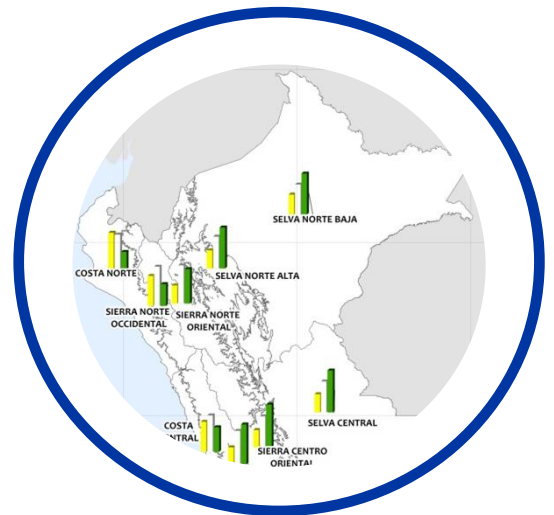 SELVA NORTE BAJA
COSTA NORTE
SELVA NORTE ALTA
SIERRA NORTE
OCCIDENTAL
SIERRA NORTE
ORIENTAL
SELVA CENTRAL
COSTA
NTRAL
SIERRA CENTRO
ORIENTAL